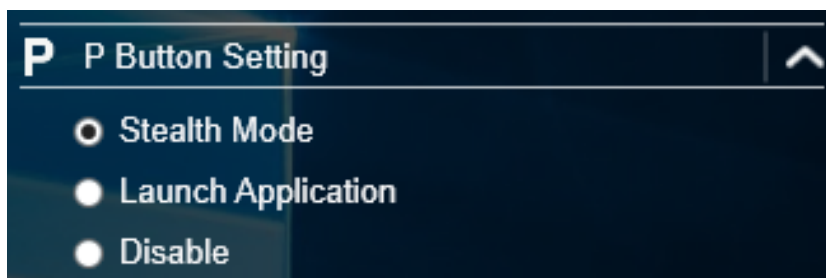 P P Button Setting
Stealth Mode
Launch Application
Disable